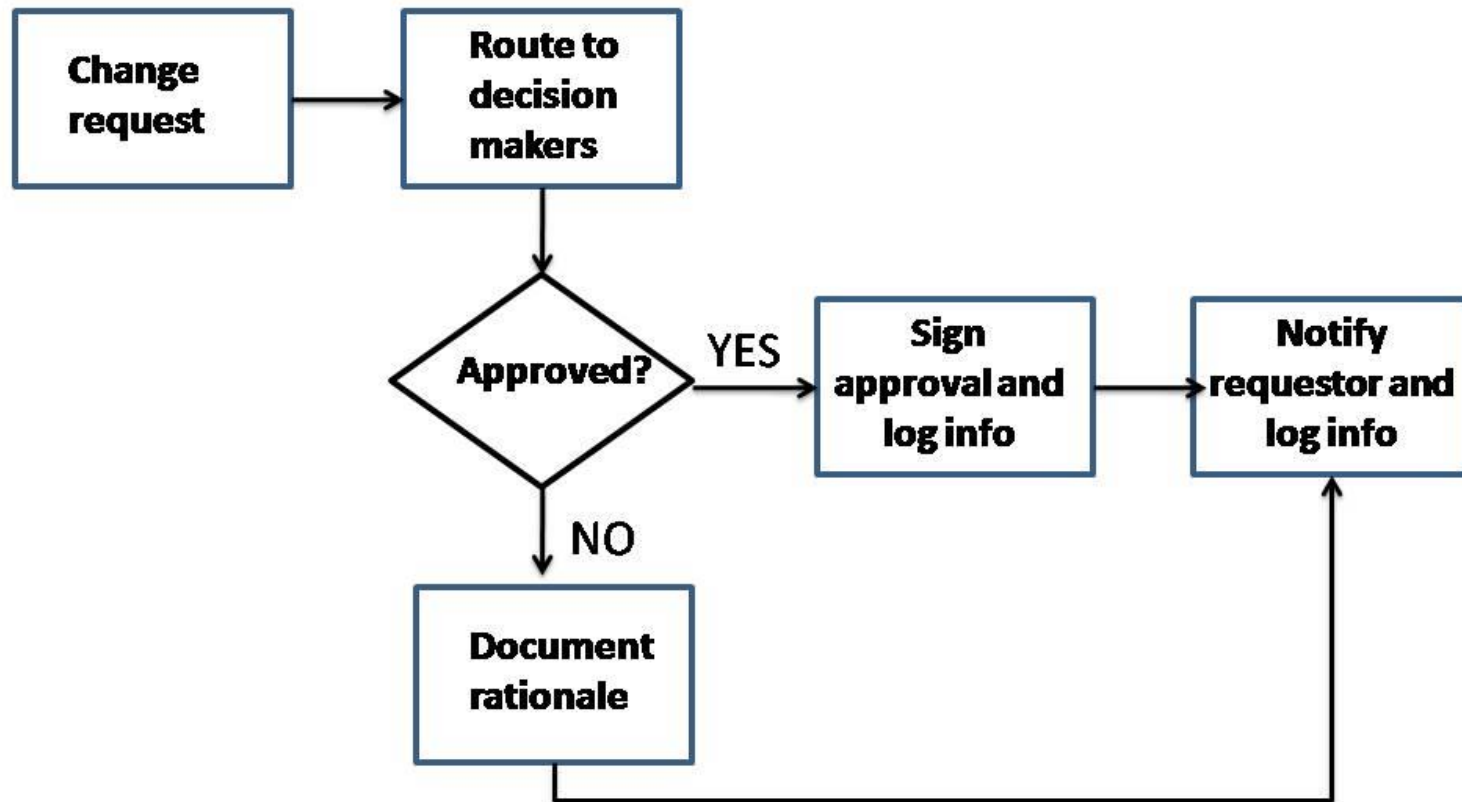 Change
request
Route to
decision
makers
Approved?
YES
Sign
approval and
log info
Notify
requestor and
log info
NO
Document
rationale